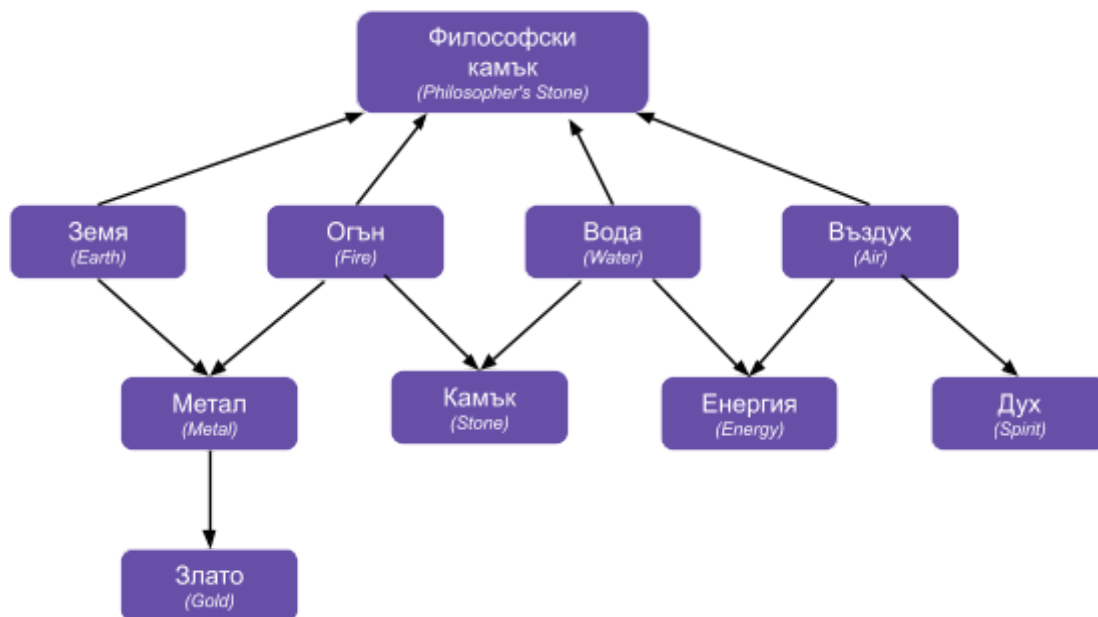 Философски
камък
(Philosopher's Stone)
Земя
(Earth)
Огън
(Fire)
Вода
(Water)
Въздух
(Air)
Метал
(Metal)
Камък
(Stone)
Енергия
(Energy)
Дух
(Spirit)
Злато
(Gold)